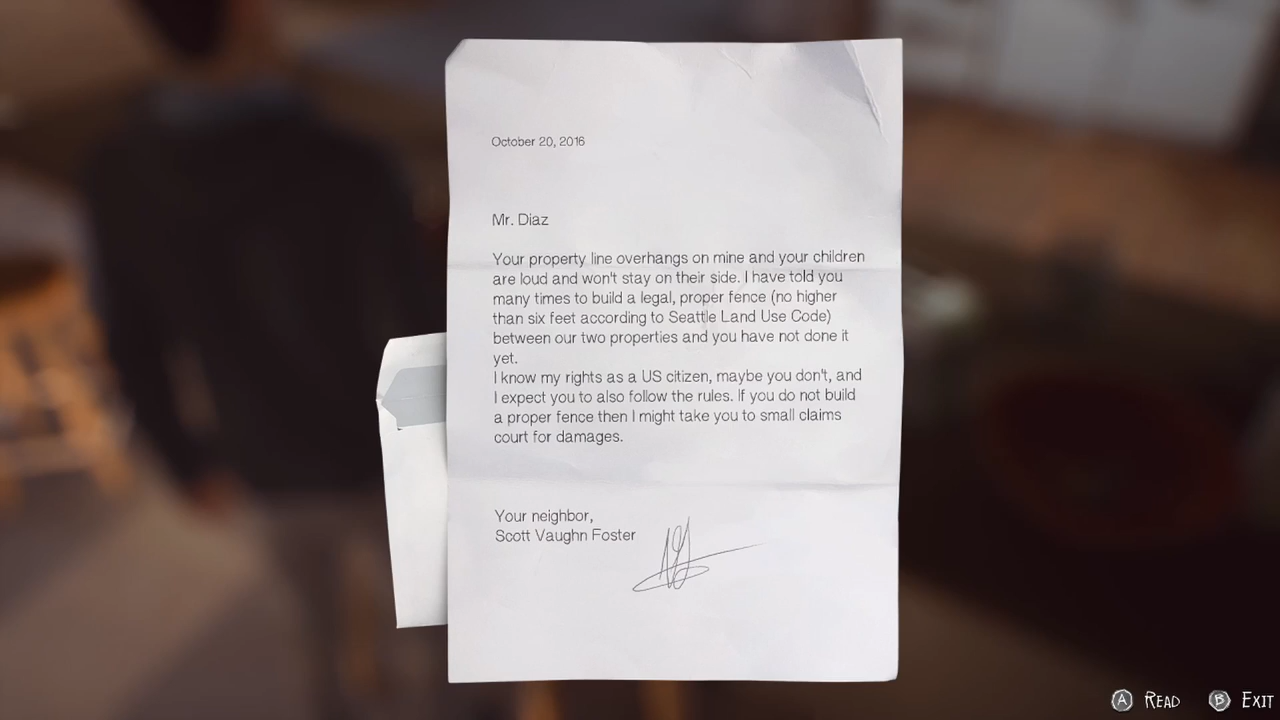 October 20, 2016
Mr. Diaz
Your property line overhangs on mine and your children
are loud and won't stay on their side. I have told you
many times to build a legal, proper fence (no higher
than six feet according to Seattle Land Use Code)
between our two properties and you have not done it
yet.
I know my rights as a US citizen, maybe you don't, and
I expect you to also follow the rules. If you do not build
a proper fence then I might take you to small claims
court for damages.
Your neighbor,
Scott Vaughn Foster
A READ B EXIT